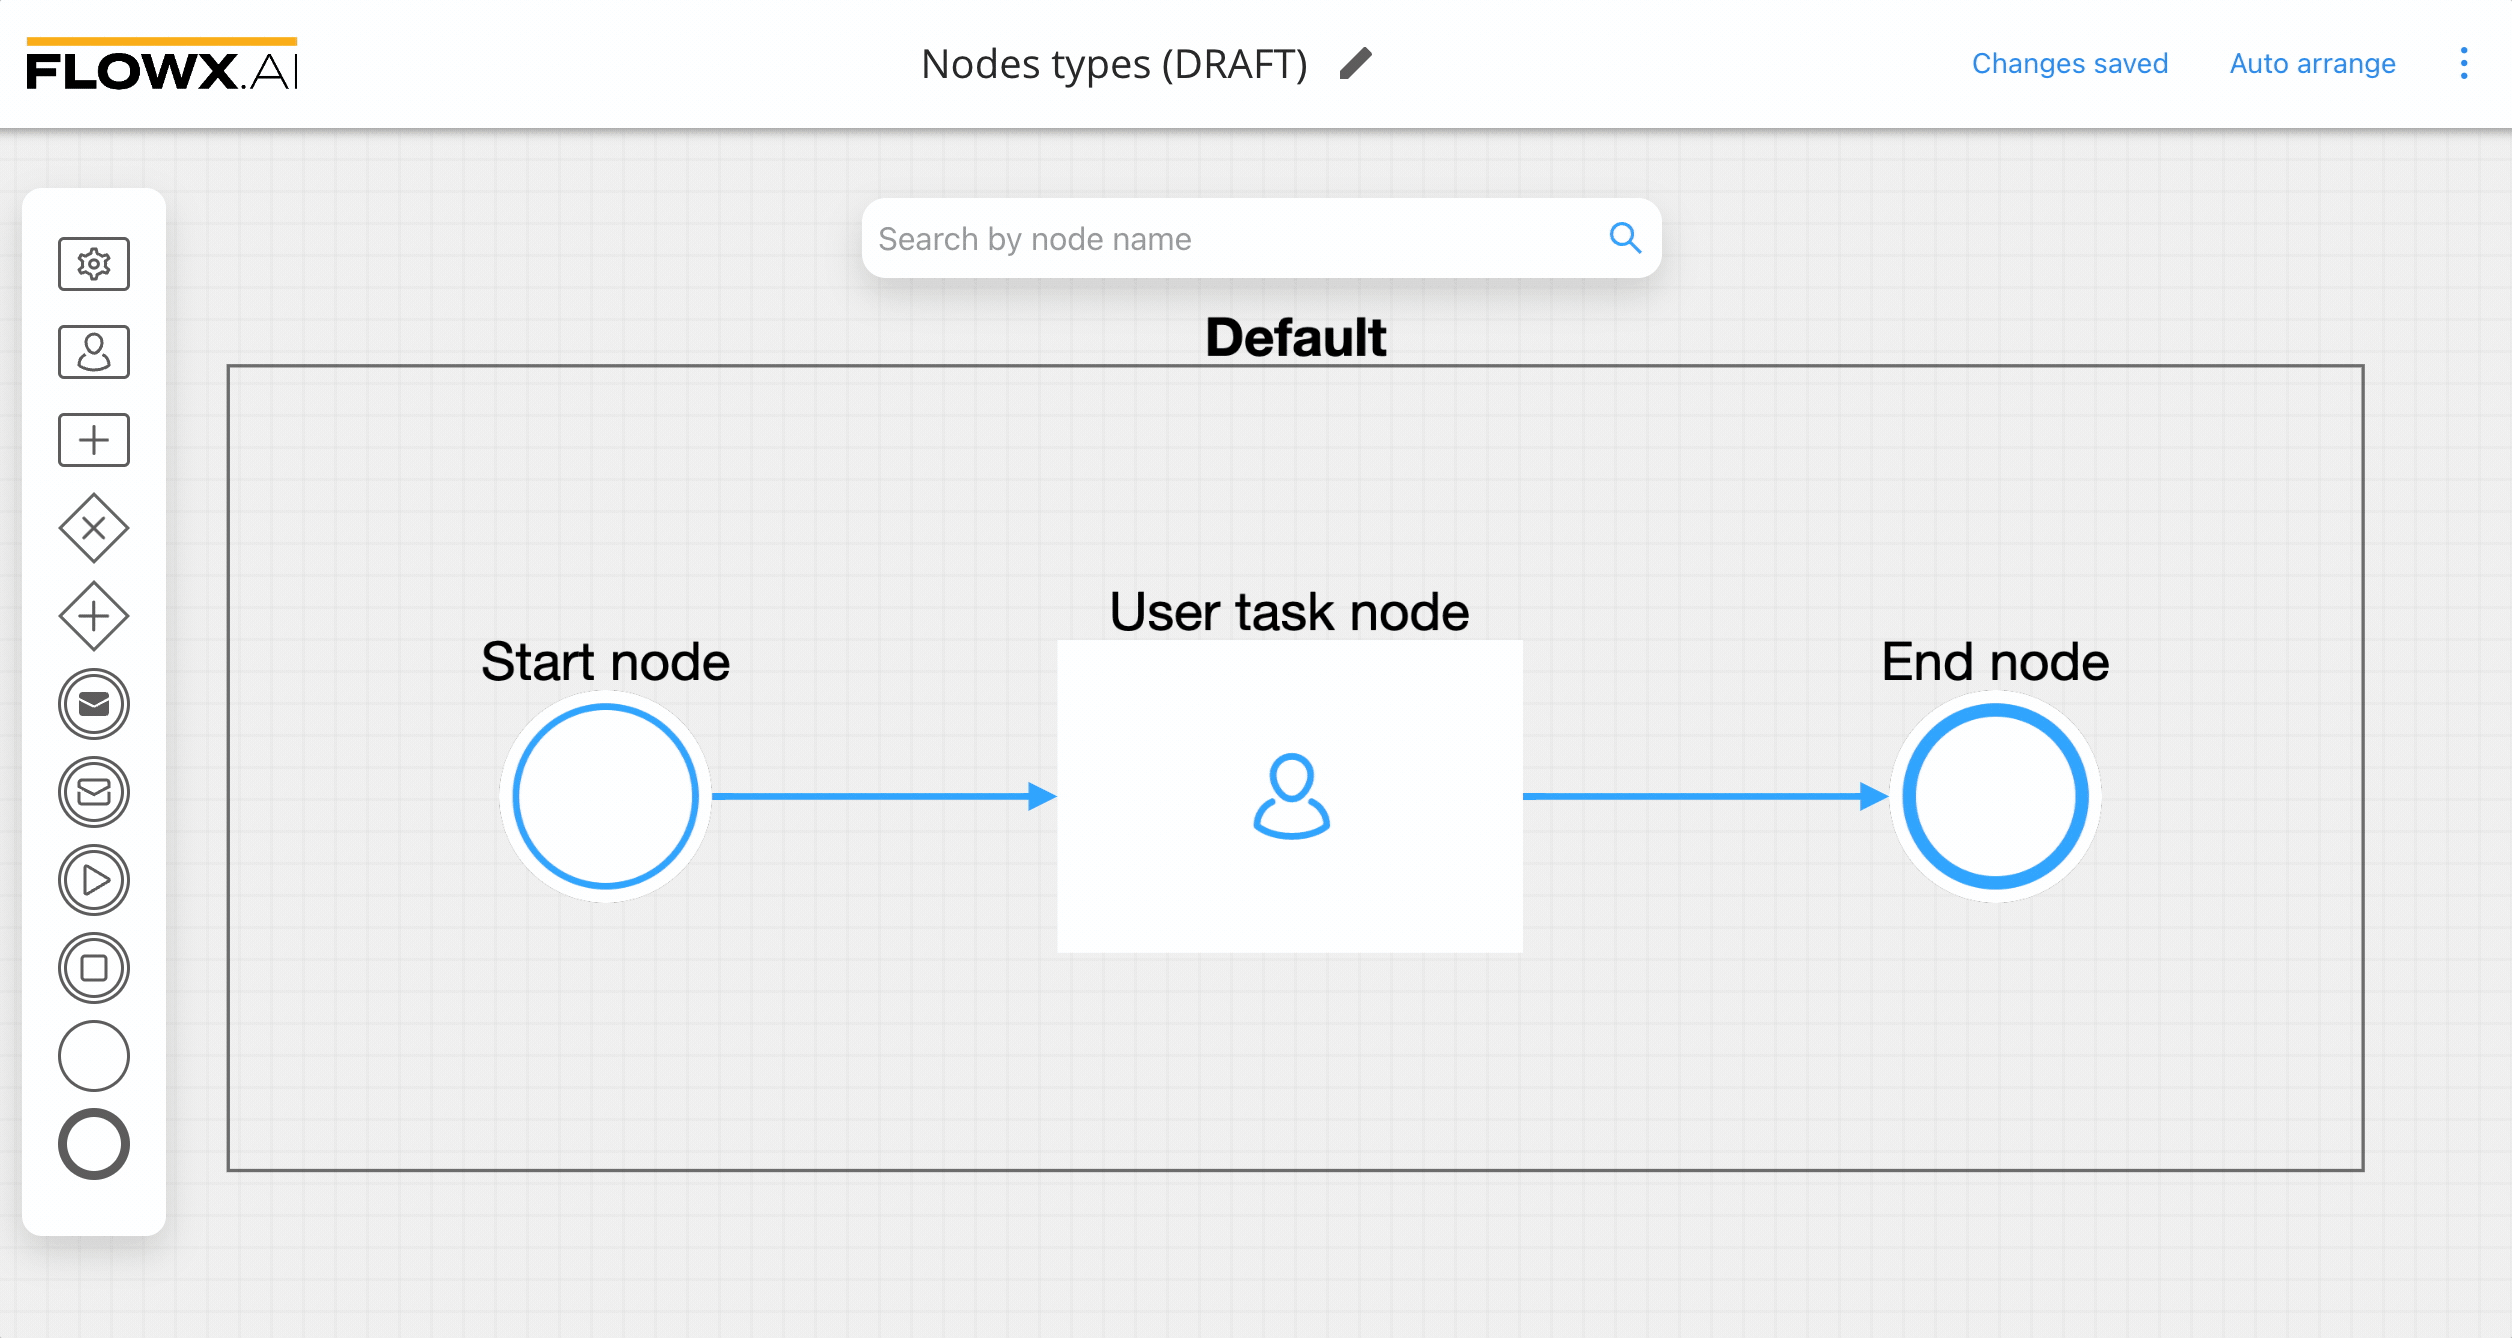 FLOWX.AI
Nodes types (DRAFT)
Changes saved
Auto arrange
Search by node name
Default
User task node
Start node
End node